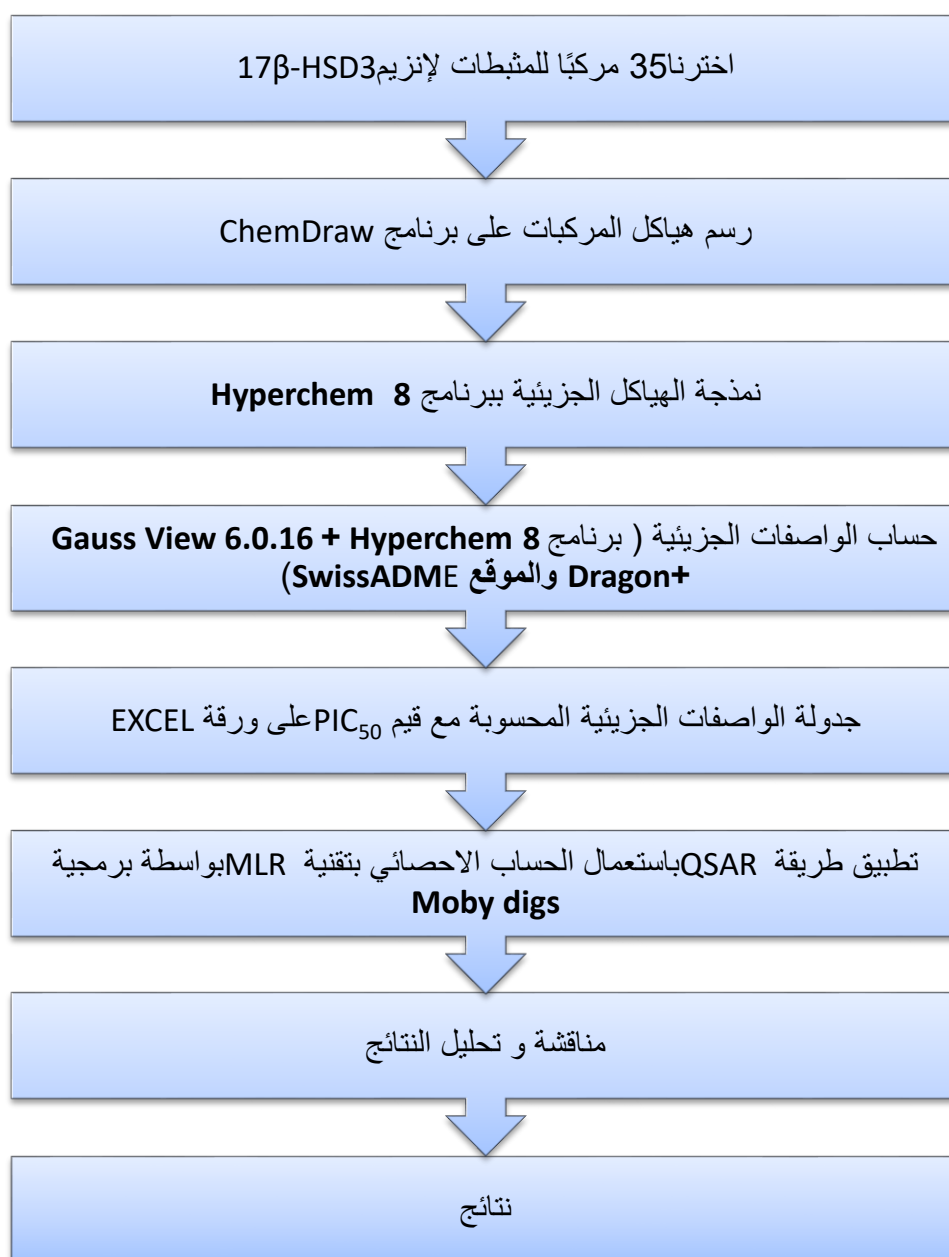 اخترنا35 مركبًا للمثبطات لإنزيم17β-HSD3
رسم هياكل المركبات على برنامج ChemDraw
نمذجة الهياكل الجزيئية ببرنامج Hyperchem 8
حساب الواصفات الجزيئية ( برنامج Gauss View 6.0.16 + Hyperchem 8
+Dragon والموقع SwissADME)
جدولة الواصفات الجزيئية المحسوبة مع قيم PIC₅₀على ورقة EXCEL
تطبيق طريقة QSARباستعمال الحساب الاحصائي بتقنية MLRبواسطة برمجية
Moby digs
مناقشة و تحليل النتائج
نتائج